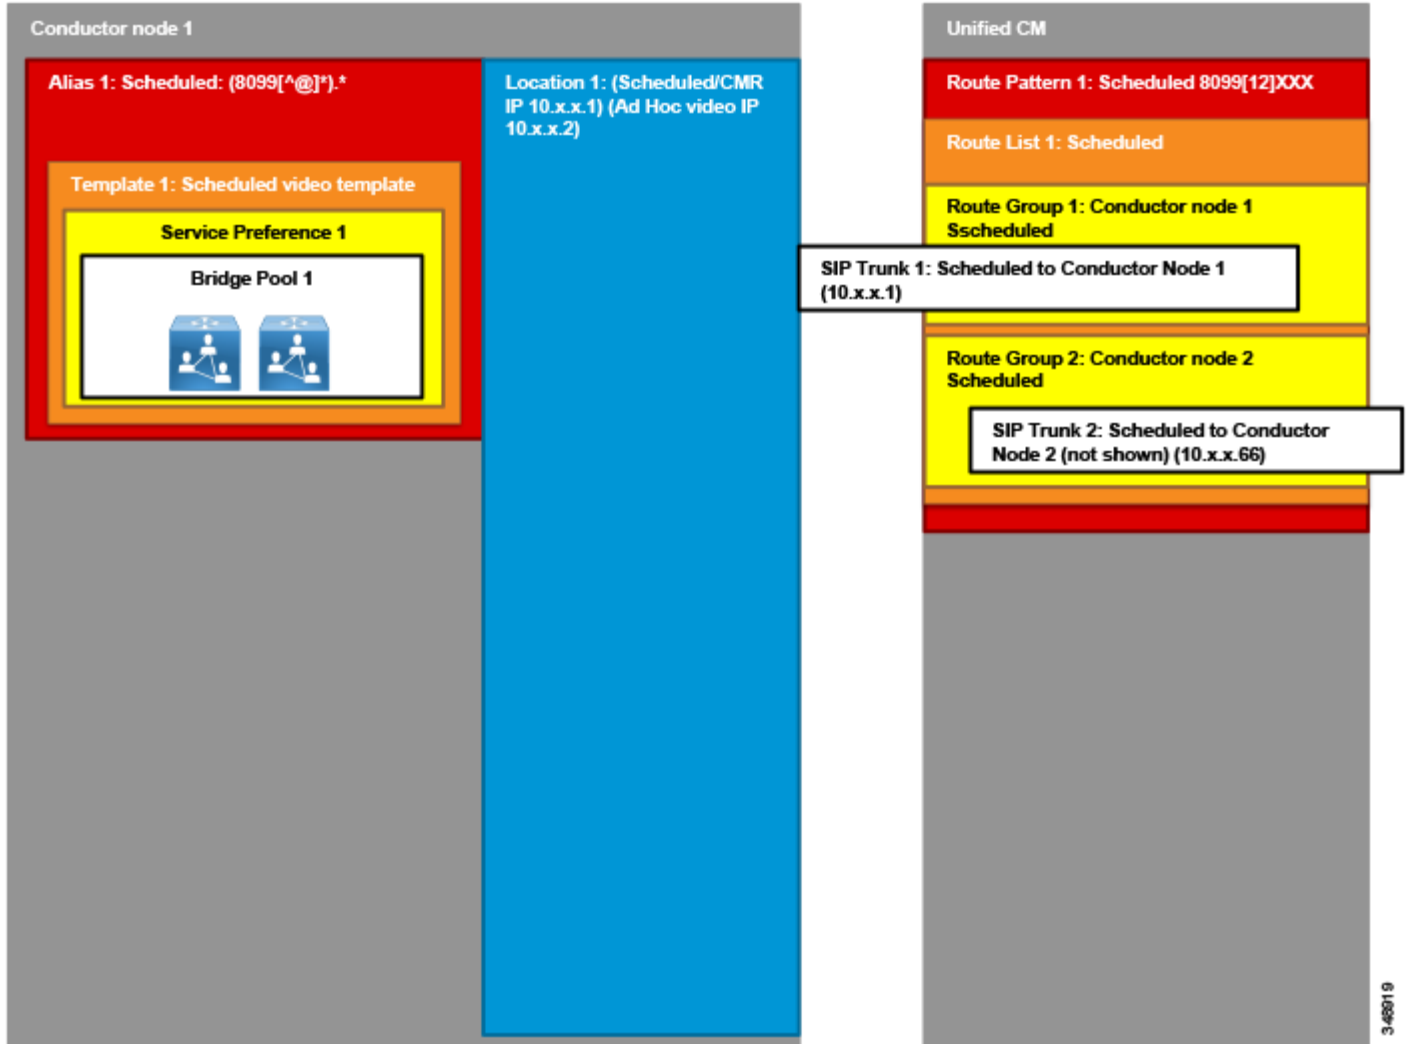 Conductor node 1
Alias 1: Scheduled: (8099[^@]*).*
Template 1: Scheduled video template
Service Preference 1
Bridge Pool 1
Location 1: (Scheduled/CMR
IP 10.x.x.1) (Ad Hoc video IP
10.x.x.2)
Unified CM
Route Pattern 1: Scheduled 8099[12]XXX
Route List 1: Scheduled
Route Group 1: Conductor node 1
Sscheduled
SIP Trunk 1: Scheduled to Conductor Node 1
(10.x.x.1)
Route Group 2: Conductor node 2
Scheduled
SIP Trunk 2: Scheduled to Conductor
Node 2 (not shown) (10.x.x.66)
348919